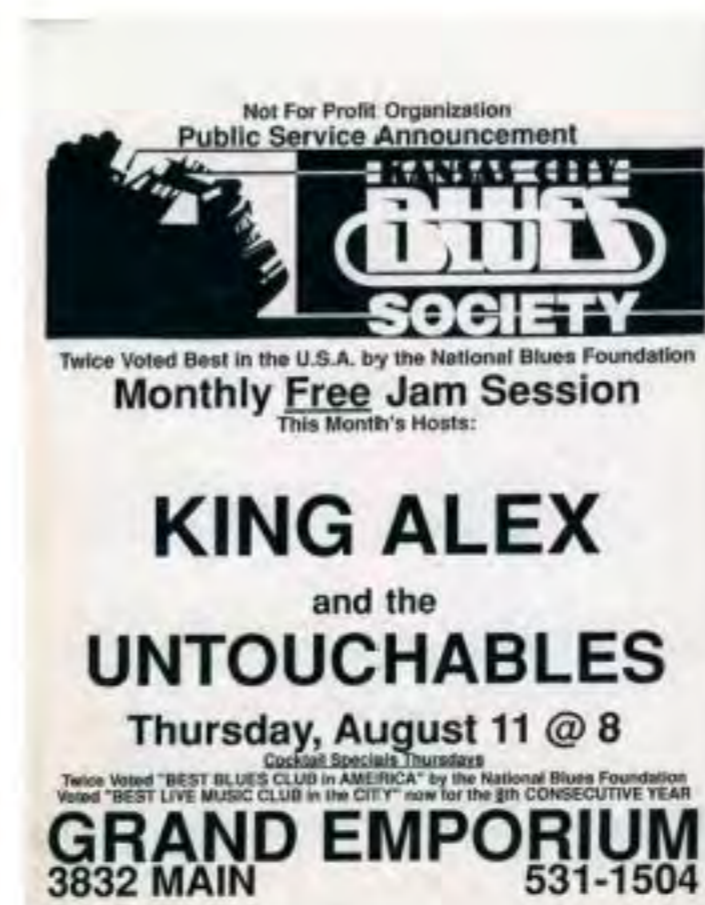 Not For Profit Organization
Public Service Announcement
KANSAS CITY
BLUES
SOCIETY
Twice Voted Best in the U.S.A. by the National Blues Foundation
Monthly Free Jam Session
This Month's Hosts:
KING ALEX
and the
UNTOUCHABLES
Thursday, August 11 @ 8
Cocktail Specials Thursdays
Twice Voted "BEST BLUES CLUB in AMERICA" by the National Blues Foundation
Voted "BEST LIVE MUSIC CLUB in the CITY" now for the 8th CONSECUTIVE YEAR
GRAND EMPORIUM
3832 MAIN 531-1504